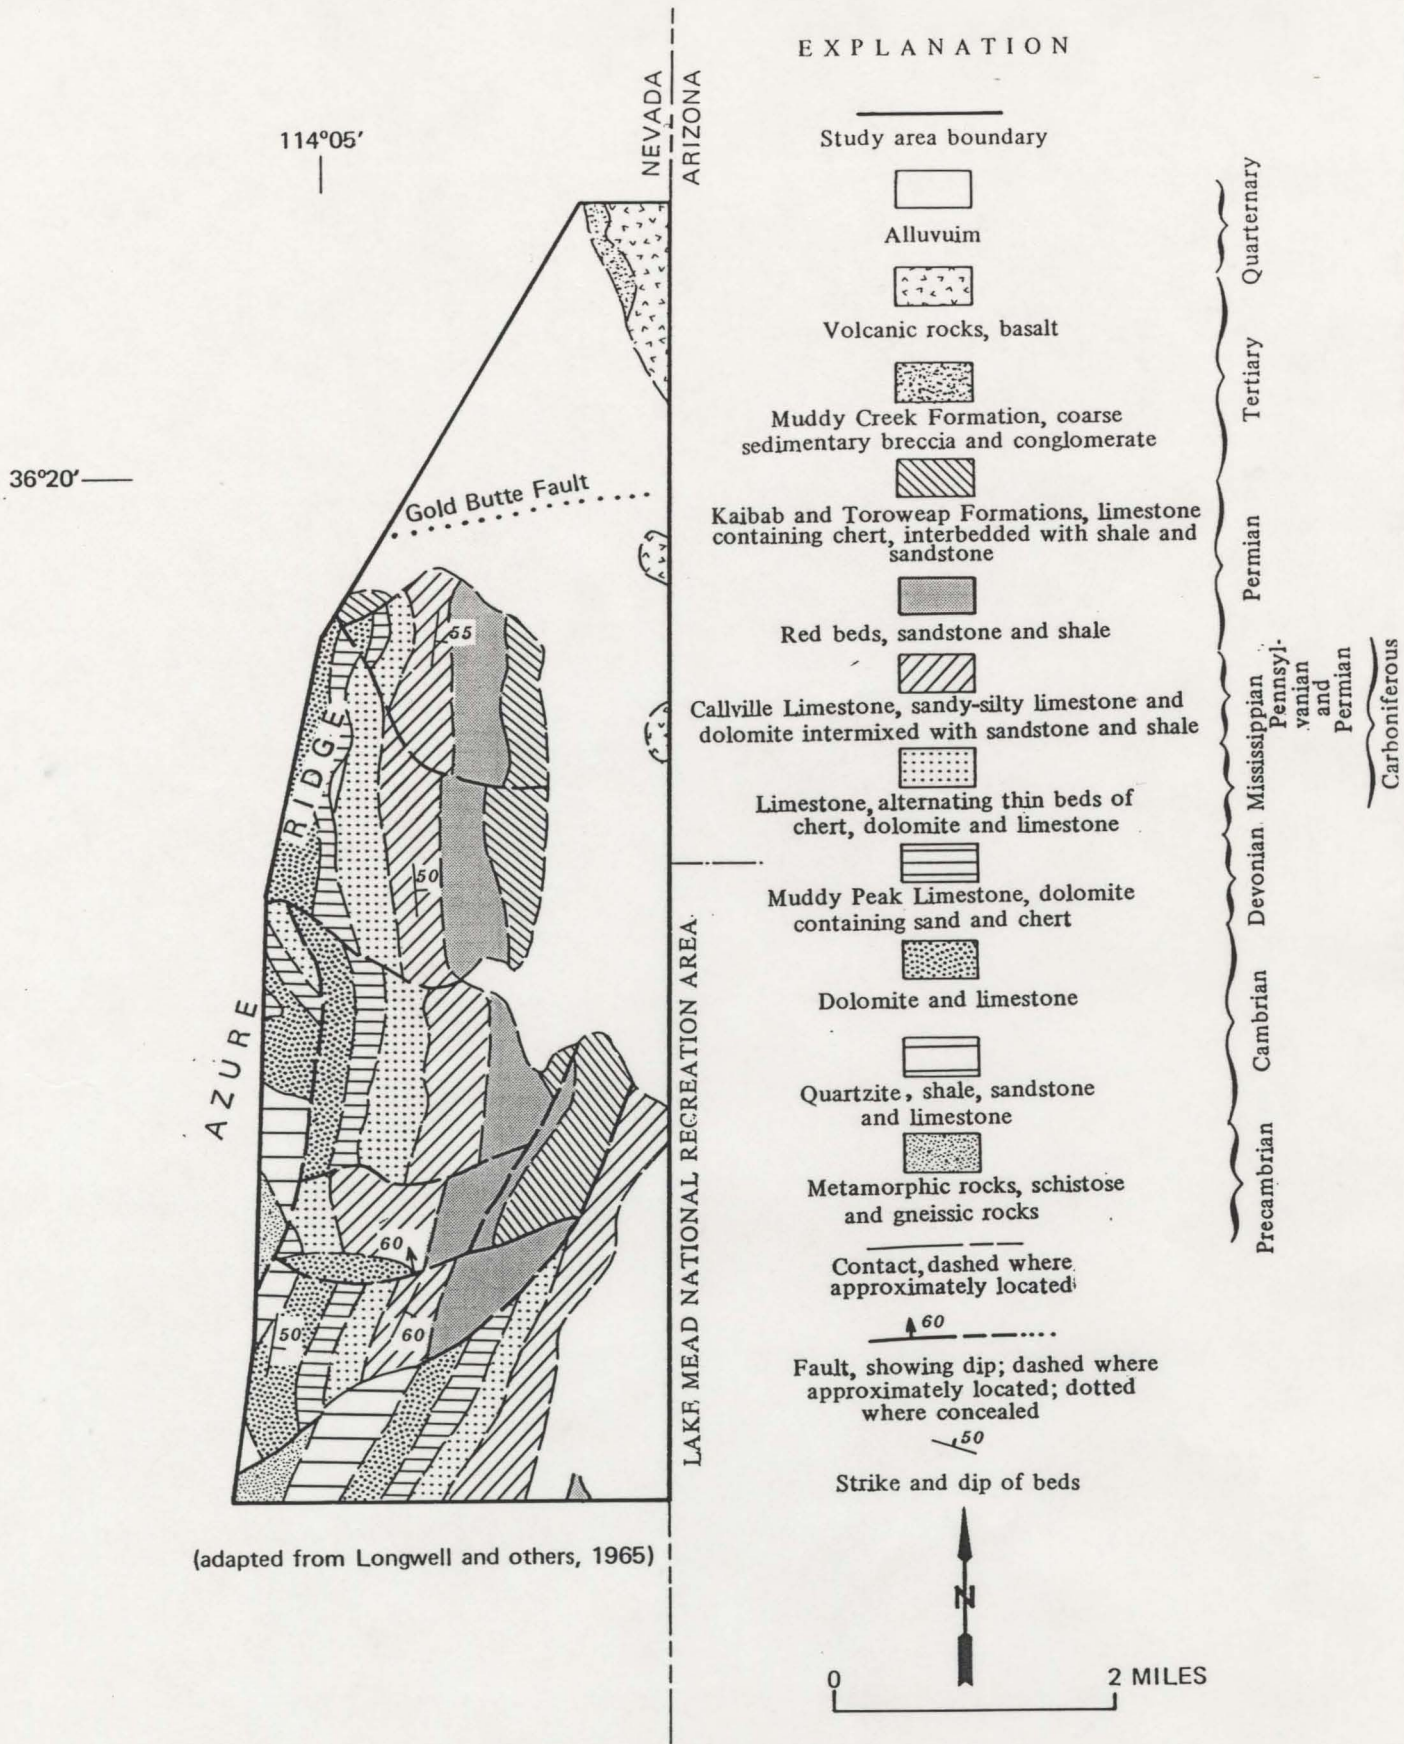 EXPLANATION
NEVADA
ARIZONA
114°05′
Study area boundary
Alluvuim
Volcanic rocks, basalt
Muddy Creek Formation, coarse
sedimentary breccia and conglomerate
36°20′
Gold Butte Fault
Kaibab and Toroweap Formations, limestone
containing chert, interbedded with shale and
sandstone
55
Red beds, sandstone and shale
Callville Limestone, sandy-silty limestone and
dolomite intermixed with sandstone and shale
Limestone, alternating thin beds of
chert, dolomite and limestone
50
Muddy Peak Limestone, dolomite
containing sand and chert
AZURE RIDGE
Dolomite and limestone
LAKE MEAD NATIONAL RECREATION AREA
Quartzite, shale, sandstone
and limestone
Metamorphic rocks, schistose
and gneissic rocks
60
Contact, dashed where
approximately located
50
60
60
Fault, showing dip; dashed where
approximately located; dotted
where concealed
50
Strike and dip of beds
Quarternary
Tertiary
Permian
Pennsyl-
vanian
and
Permian
Mississippian
Carboniferous
Devonian
Cambrian
Precambrian
(adapted from Longwell and others, 1965)
N
0
2 MILES